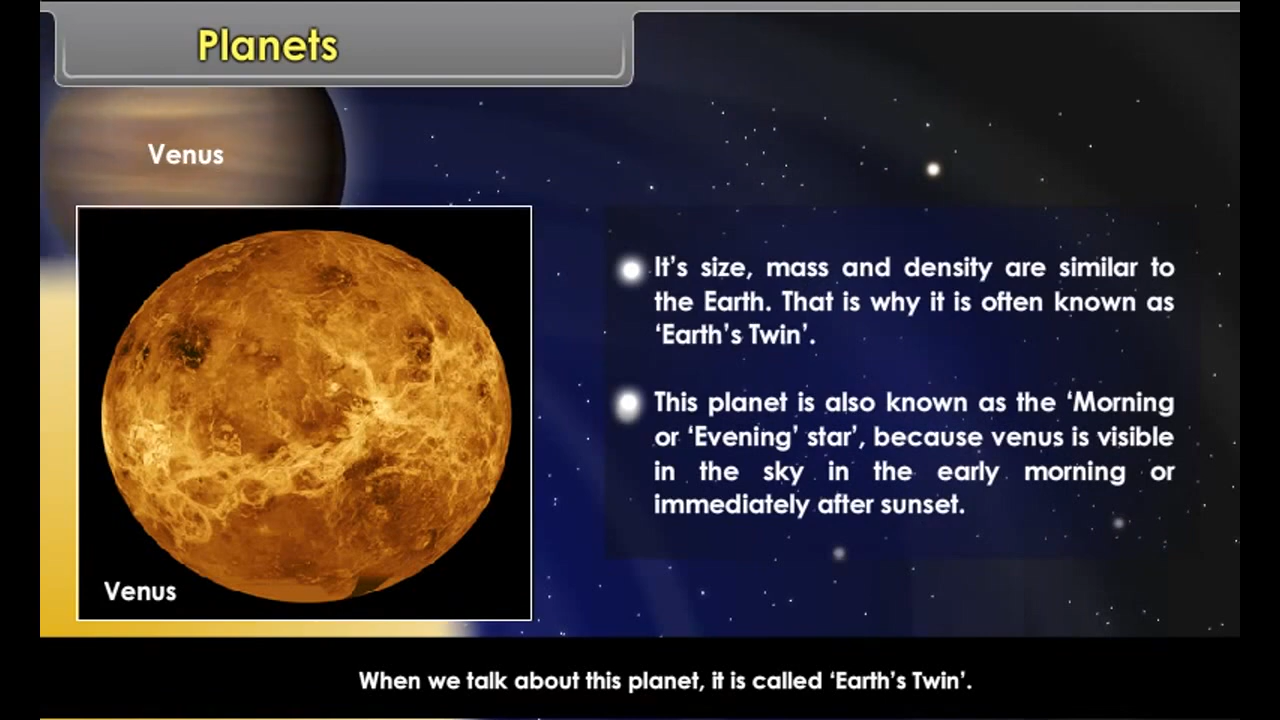 Planets
Venus
It's size, mass and density are similar to
the Earth. That is why it is often known as
‘Earth’s Twin’.
This planet is also known as the ‘Morning
or ‘Evening’ star’, because venus is visible
in the sky in the early morning or
immediately after sunset.
Venus
When we talk about this planet, it is called ‘Earth’s Twin’.